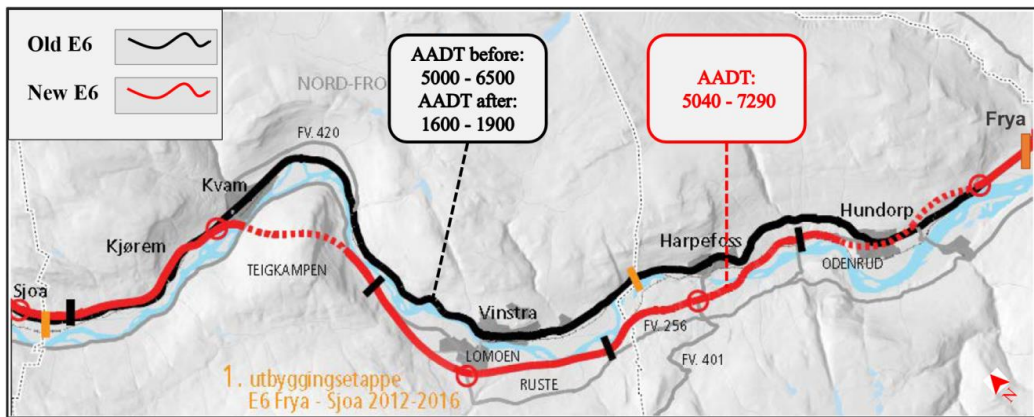 Old E6
New E6
AADT before:
5000 - 6500
AADT after:
1600 - 1900
AADT:
5040 - 7290
NORD-FRO
FV. 420
Frya
Kvam
Hundorp
Kjørem
Harpefoss
TEIGKAMPEN
ODENRUD
Sjoa
Vinstra
FV. 256
LOMOEN
FV. 401
RUSTE
1. utbyggingsetappe
E6 Frya - Sjoa 2012-2016
N